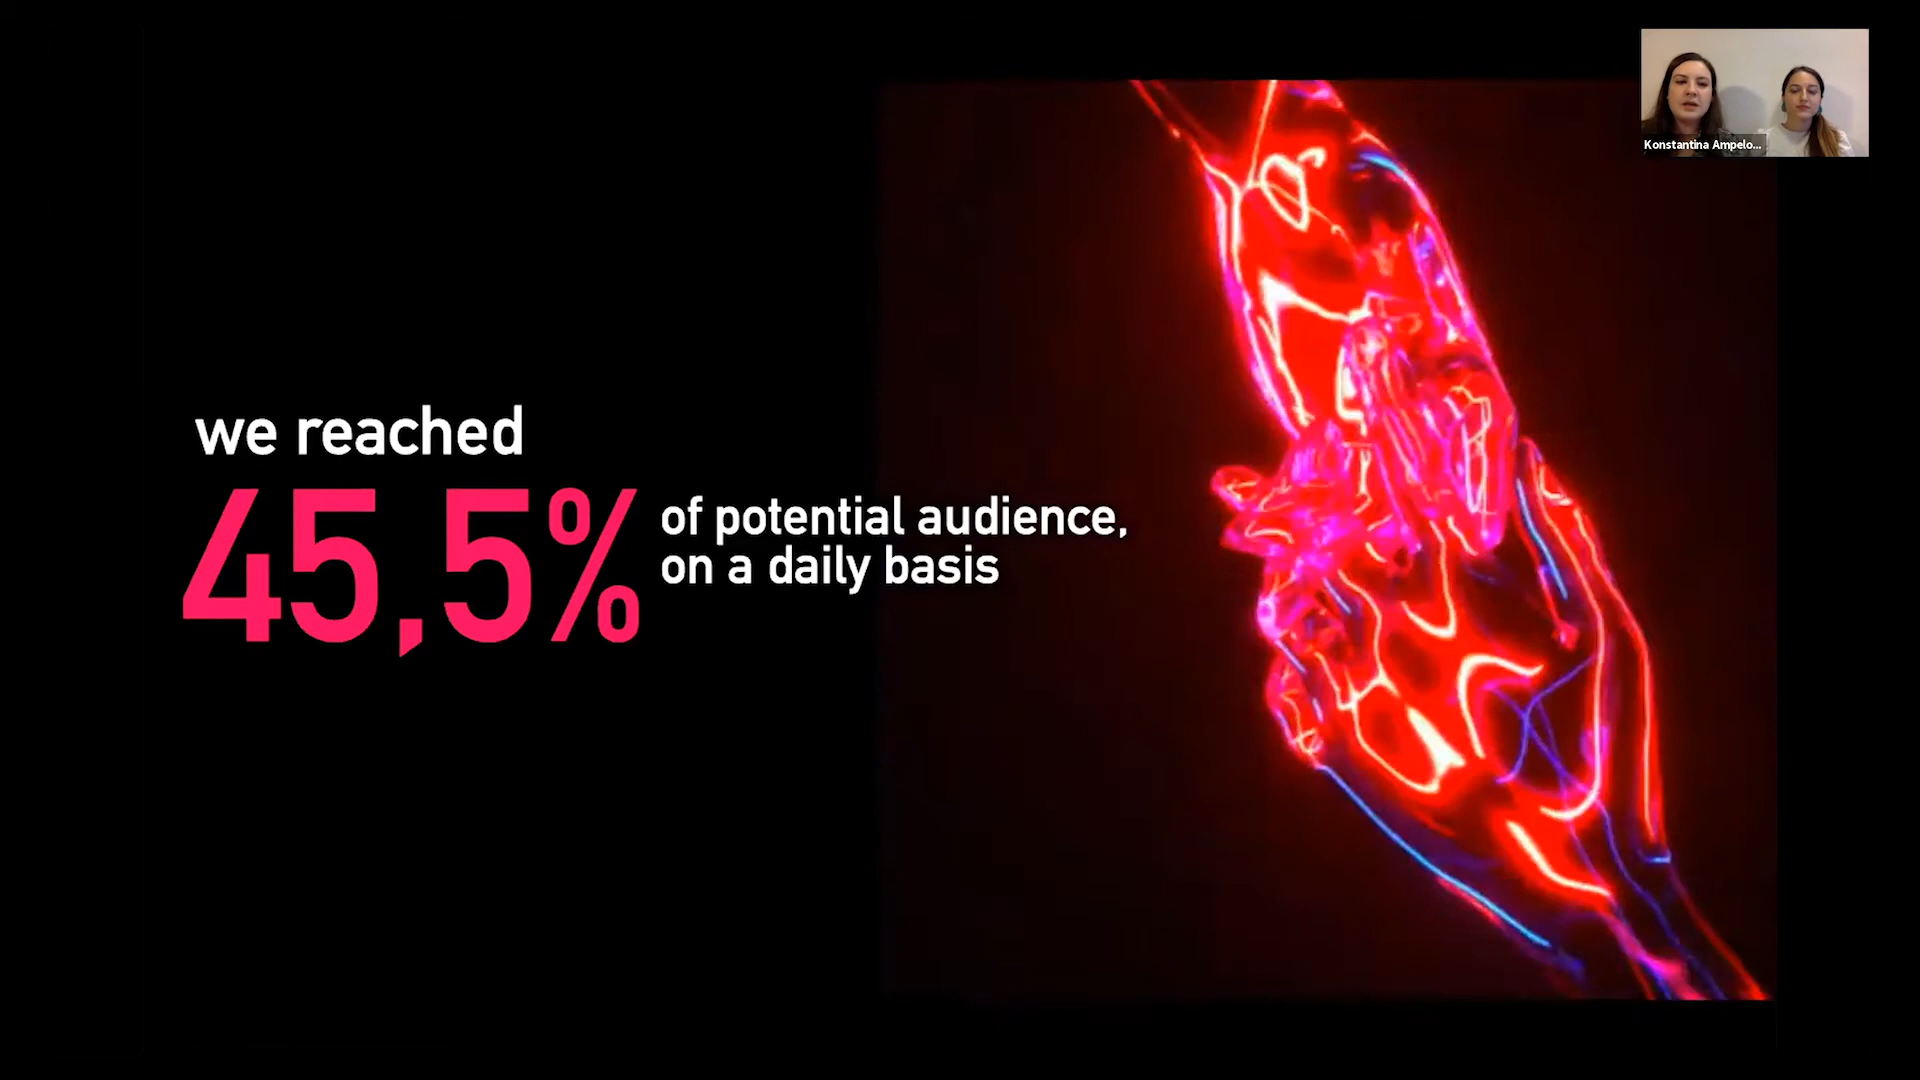 Konstantina Ampelo...
we reached
45,5%
of potential audience,
on a daily basis